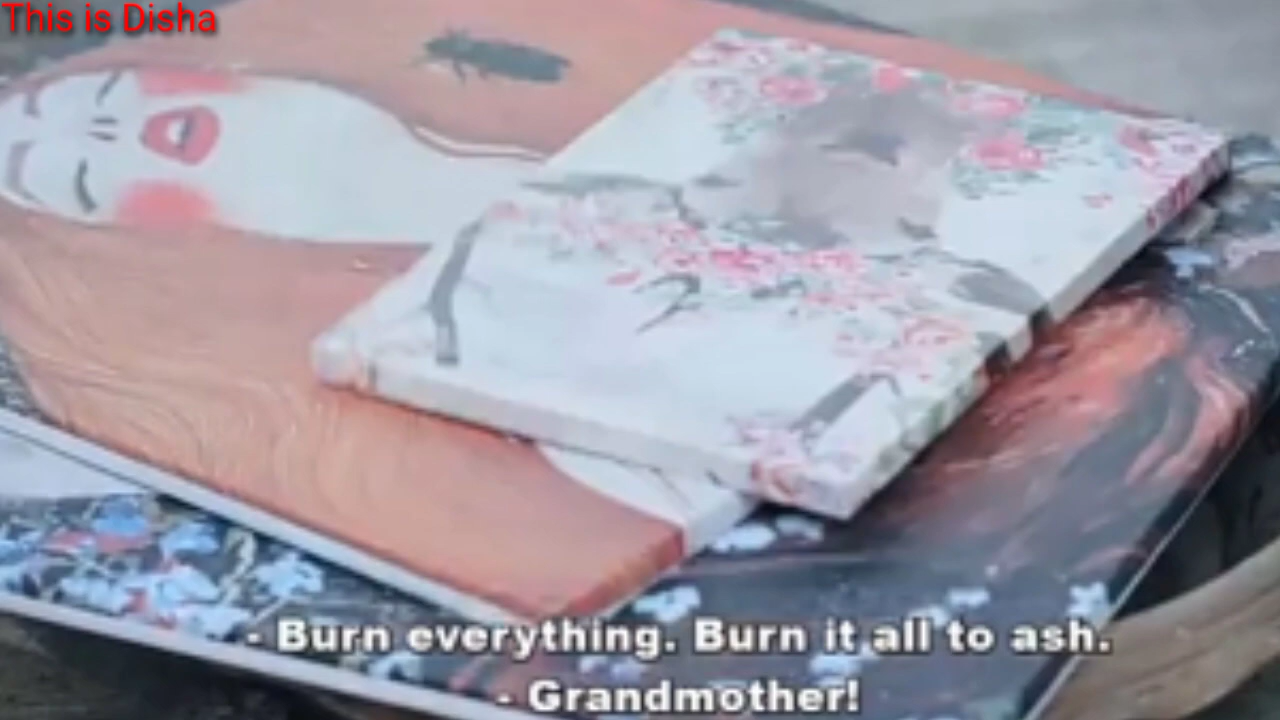 This is Disha
- Burn everything. Burn it all to ash.
- Grandmother!